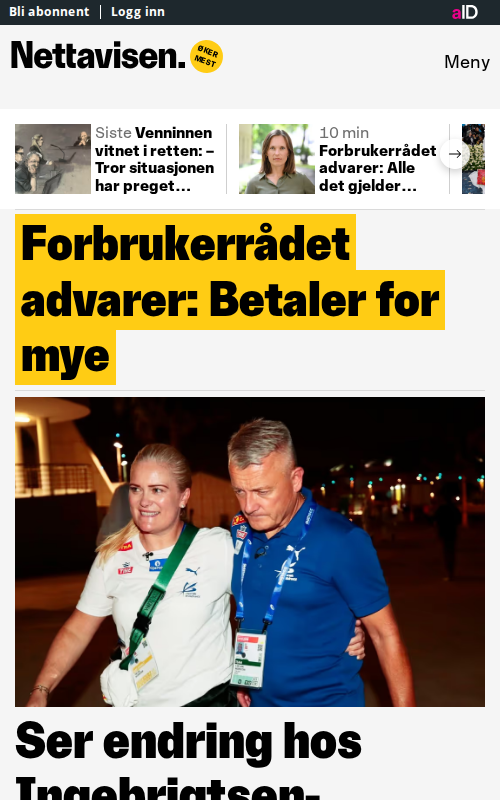 Bli abonnent | Logg inn
aID
Nettavisen.
ØKER
MEST
Meny
Siste Venninnen
vitnet i retten: –
Tror situasjonen
har preget...
10 min
Forbrukerrådet
advarer: Alle
det gjelder...
Forbrukerrådet
advarer: Betaler for
mye
Ser endring hos
Ingebrigtsen-